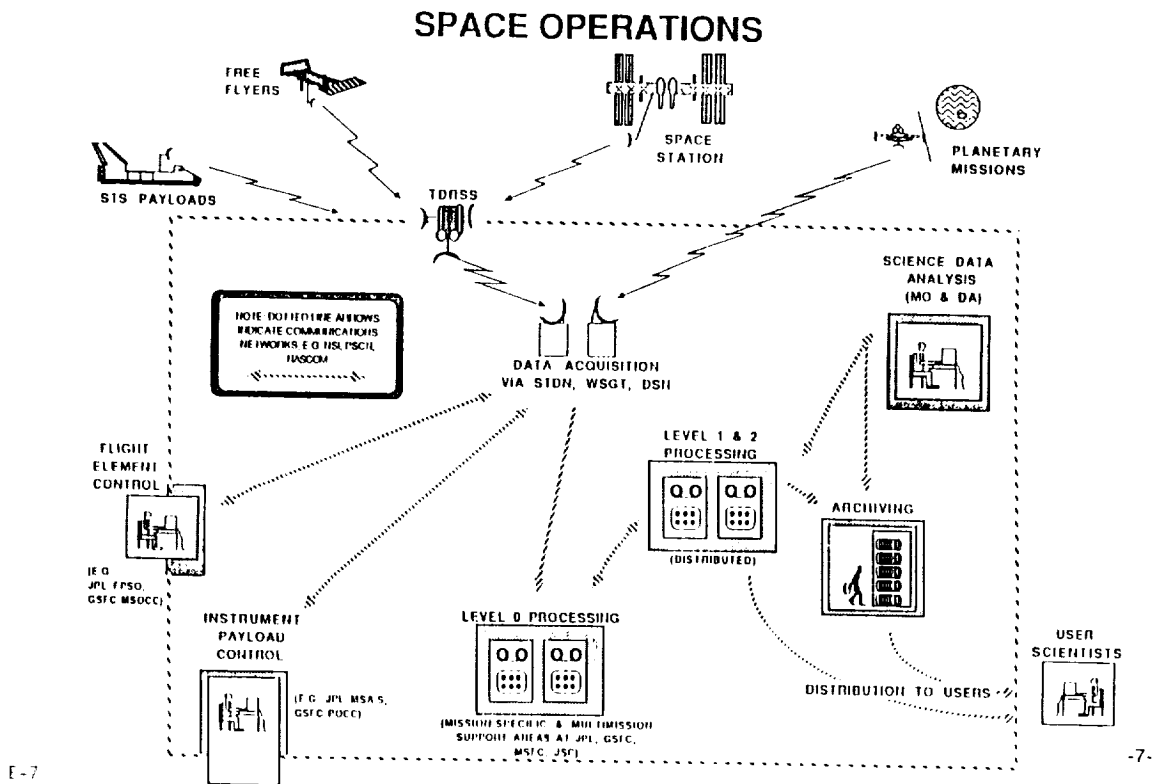 SPACE OPERATIONS
FREE
FLYERS
SPACE
STATION
PLANETARY
MISSIONS
STS PAYLOADS
TDRSS
SCIENCE DATA
ANALYSIS
(MO & DA)
NOTE: DOTTED LINE ARROWS
INDICATE COMMUNICATIONS
NETWORKS E.G. NSI, PSCN,
NASCOM
DATA ACQUISITION
VIA STDN, WSGT, DSN
FLIGHT
ELEMENT
CONTROL
(E.G.
JPL FPSO,
GSFC MSOCC)
LEVEL 1 & 2
PROCESSING
(DISTRIBUTED)
ARCHIVING
INSTRUMENT
PAYLOAD
CONTROL
(E.G. JPL MSAS,
GSFC POCC)
LEVEL 0 PROCESSING
(MISSION SPECIFIC & MULTIMISSION
SUPPORT AREAS AT JPL, GSFC,
MSFC, JSC)
USER
SCIENTISTS
DISTRIBUTION TO USERS
E-7
-7-